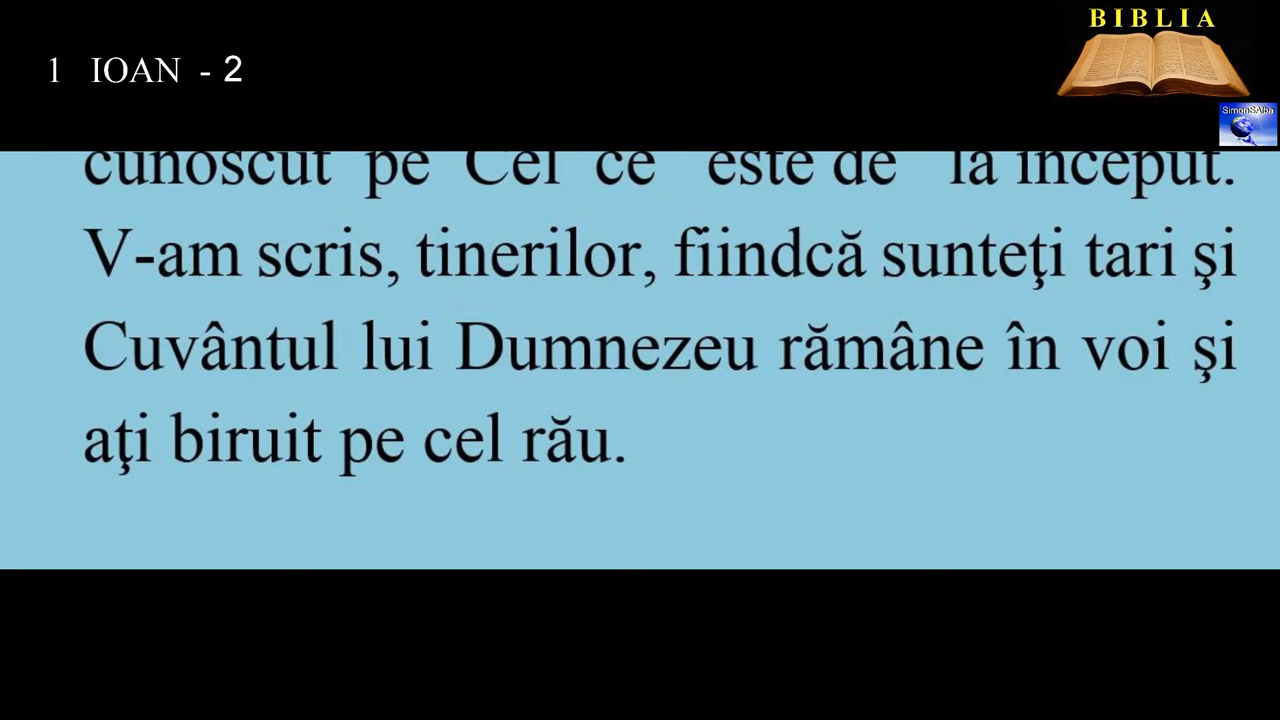 BIBLIA
1 IOAN - 2
SimonSAlba
cunoscut pe Cel ce este de la început.
V-am scris, tinerilor, fiindcă sunteţi tari şi
Cuvântul lui Dumnezeu rămâne în voi şi
aţi biruit pe cel rău.